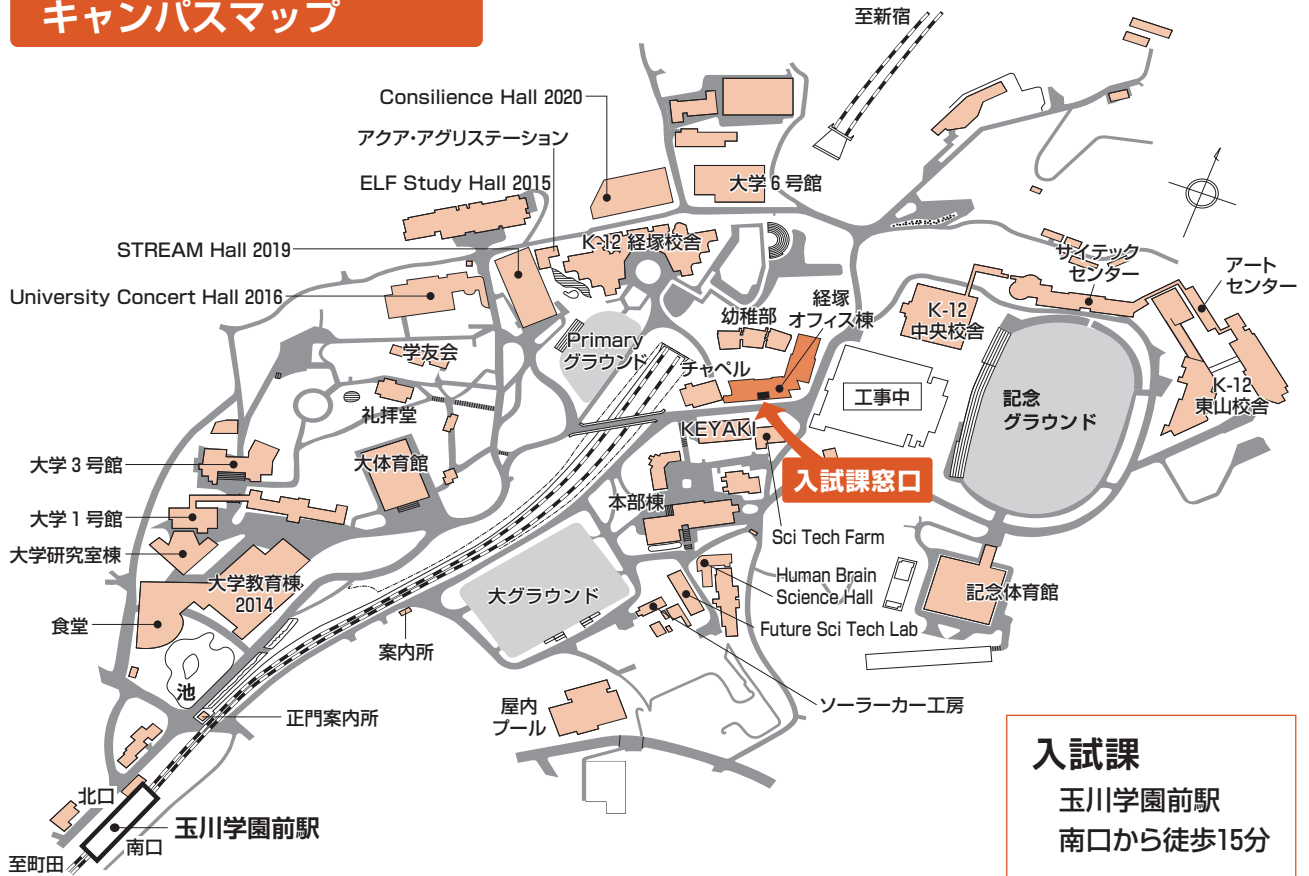 キャンパスマップ
至新宿
Consilience Hall 2020
アクア・アグリステーション
ELF Study Hall 2015
大学6号館
STREAM Hall 2019
K-12 経塚校舎
University Concert Hall 2016
サイテック
センター
アート
センター
幼稚部
経塚
オフィス棟
K-12
中央校舎
Primary
グラウンド
学友会
チャペル
工事中
記念
グラウンド
K-12
東山校舎
礼拝堂
KEYAKI
大学3号館
大体育館
入試課窓口
本部棟
大学1号館
Sci Tech Farm
大学研究室棟
Human Brain
Science Hall
大学教育棟
2014
大グラウンド
記念体育館
食堂
Future Sci Tech Lab
案内所
池
正門案内所
屋内
プール
ソーラーカー工房
北口
玉川学園前駅
南口
至町田
入試課
玉川学園前駅
南口から徒歩15分